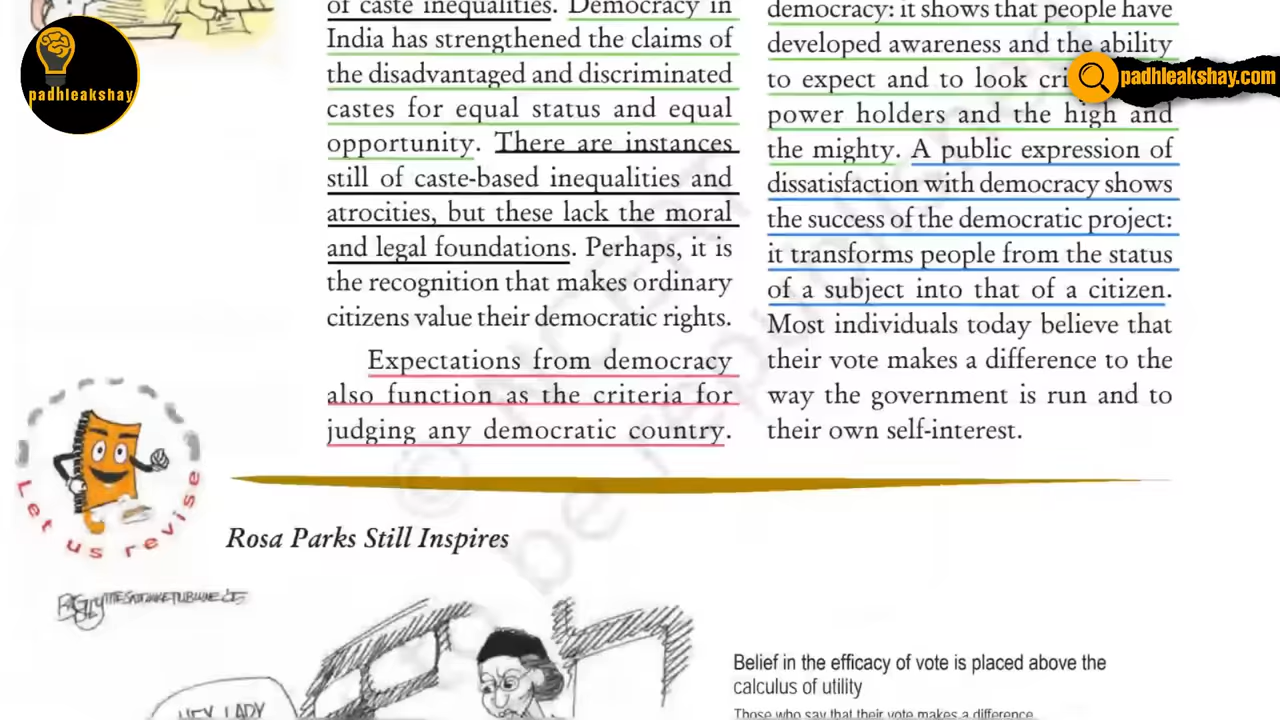 padhleakshay
of caste inequalities. Democracy in
India has strengthened the claims of
the disadvantaged and discriminated
castes for equal status and equal
opportunity. There are instances
still of caste-based inequalities and
atrocities, but these lack the moral
and legal foundations. Perhaps, it is
the recognition that makes ordinary
citizens value their democratic rights.
Expectations from democracy
also function as the criteria for
judging any democratic country.
democracy: it shows that people have
developed awareness and the ability
to expect and to look
power holders and the high and
the mighty. A public expression of
dissatisfaction with democracy shows
the success of the democratic project:
it transforms people from the status
of a subject into that of a citizen.
Most individuals today believe that
their vote makes a difference to the
way the government is run and to
their own self-interest.
padhleakshay.com
Let us revise
Rosa Parks Still Inspires
HEY LADY
Belief in the efficacy of vote is placed above the
calculus of utility
Those who say that their vote makes a difference
© NCERT